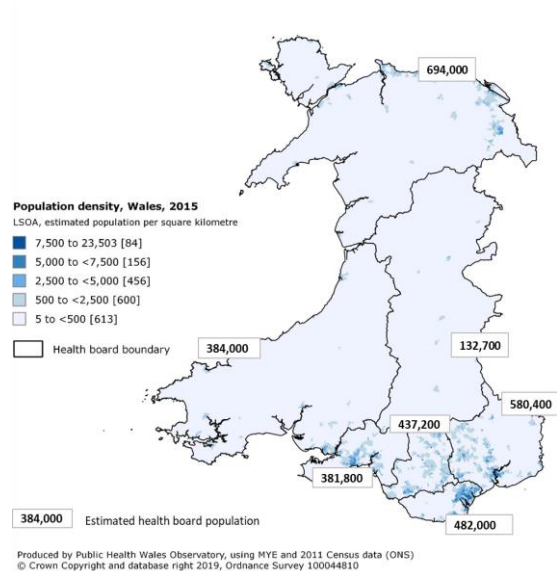 694,000
Population density, Wales, 2015
LSOA, estimated population per square kilometre
7,500 to 23,503 [84]
5,000 to <7,500 [156]
2,500 to <5,000 [456]
500 to <2,500 [600]
5 to <500 [613]
Health board boundary
384,000
132,700
580,400
437,200
381,800
482,000
384,000 Estimated health board population
Produced by Public Health Wales Observatory, using MYE and 2011 Census data (ONS)
© Crown Copyright and database right 2019, Ordnance Survey 100044810